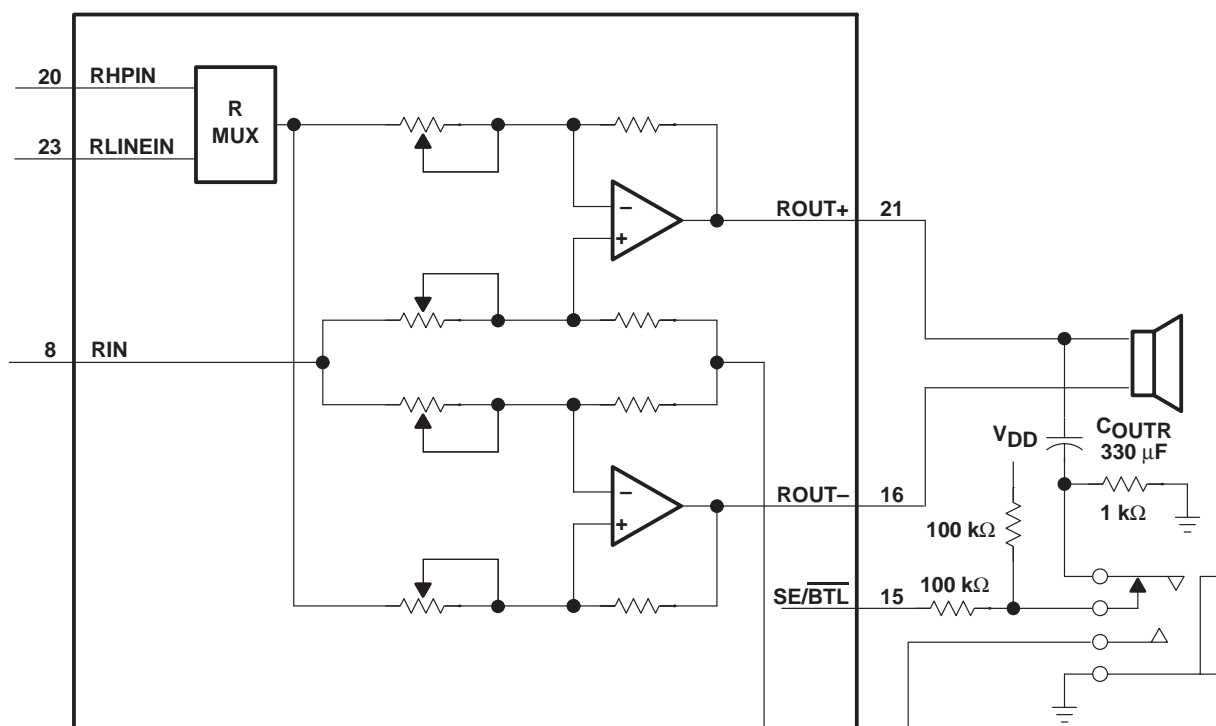 20 RHPIN
R
MUX
23 RLINEIN
−
+
ROUT+ 21
8 RIN
VDD
COUTR
330 μF
−
+
ROUT− 16
1 kΩ
100 kΩ
100 kΩ
SE/B̅T̅L̅ 15